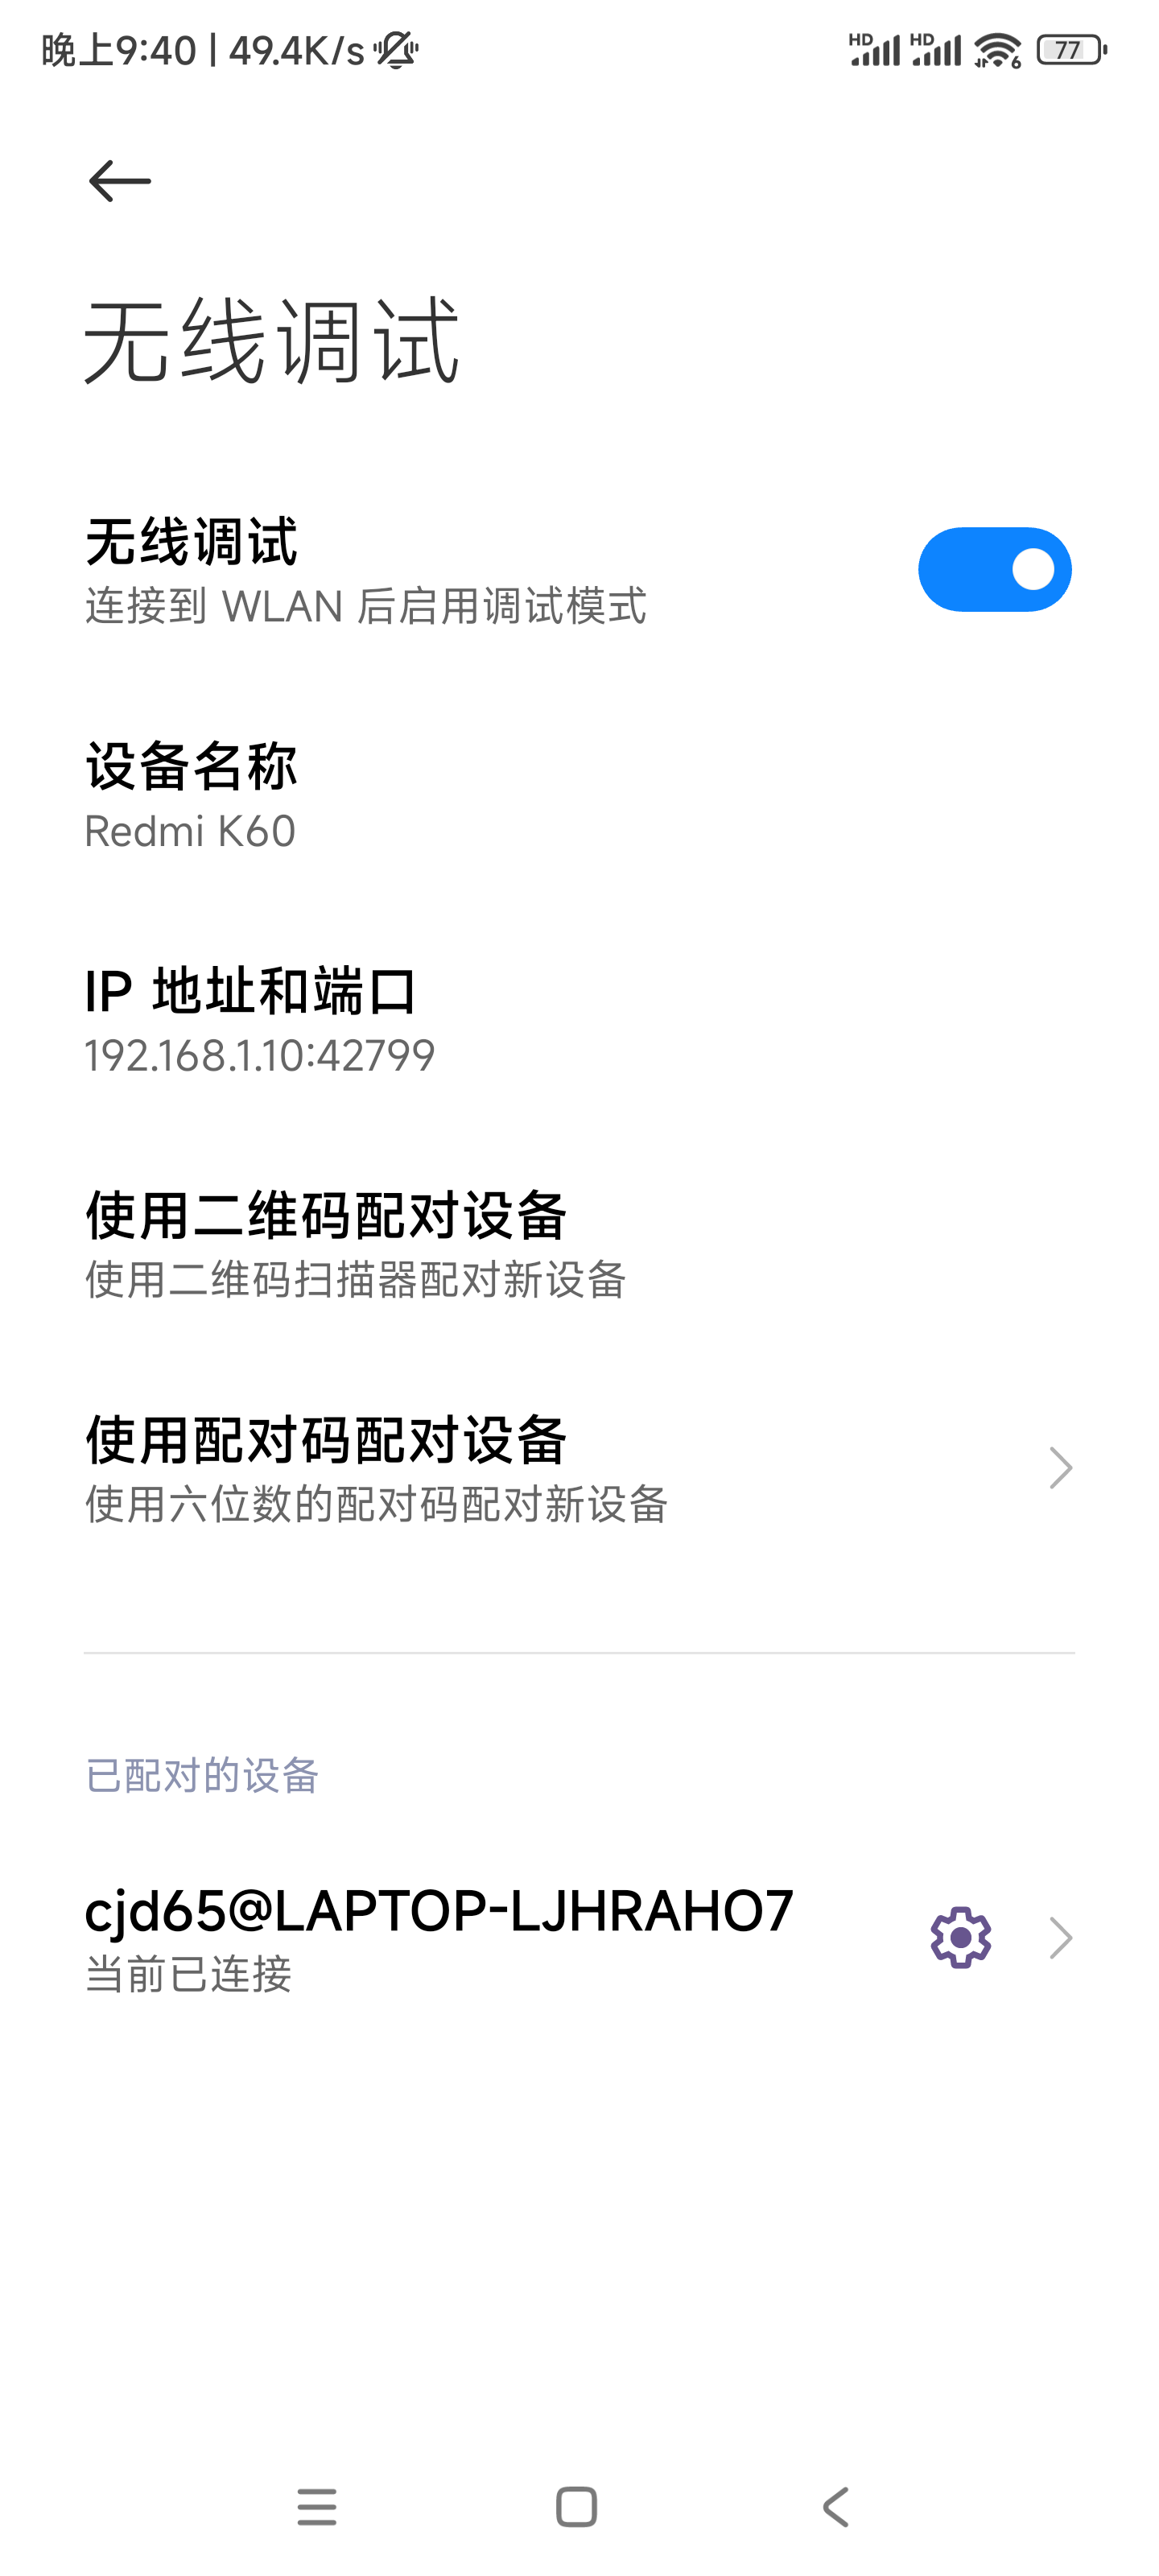 晚上9:40 | 49.4K/s
HD HD 6 77
无线调试
无线调试
连接到 WLAN 后启用调试模式
设备名称
Redmi K60
IP 地址和端口
192.168.1.10:42799
使用二维码配对设备
使用二维码扫描器配对新设备
使用配对码配对设备
使用六位数的配对码配对新设备
已配对的设备
cjd65@LAPTOP-LJHRAHO7
当前已连接